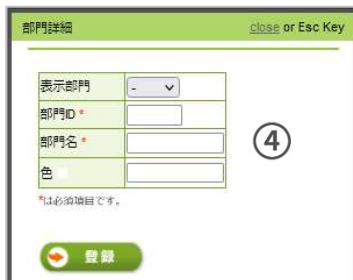 部門詳細 close or Esc Key
表示部門 -
部門ID *
部門名 *
色
④
*は必須項目です。
登録